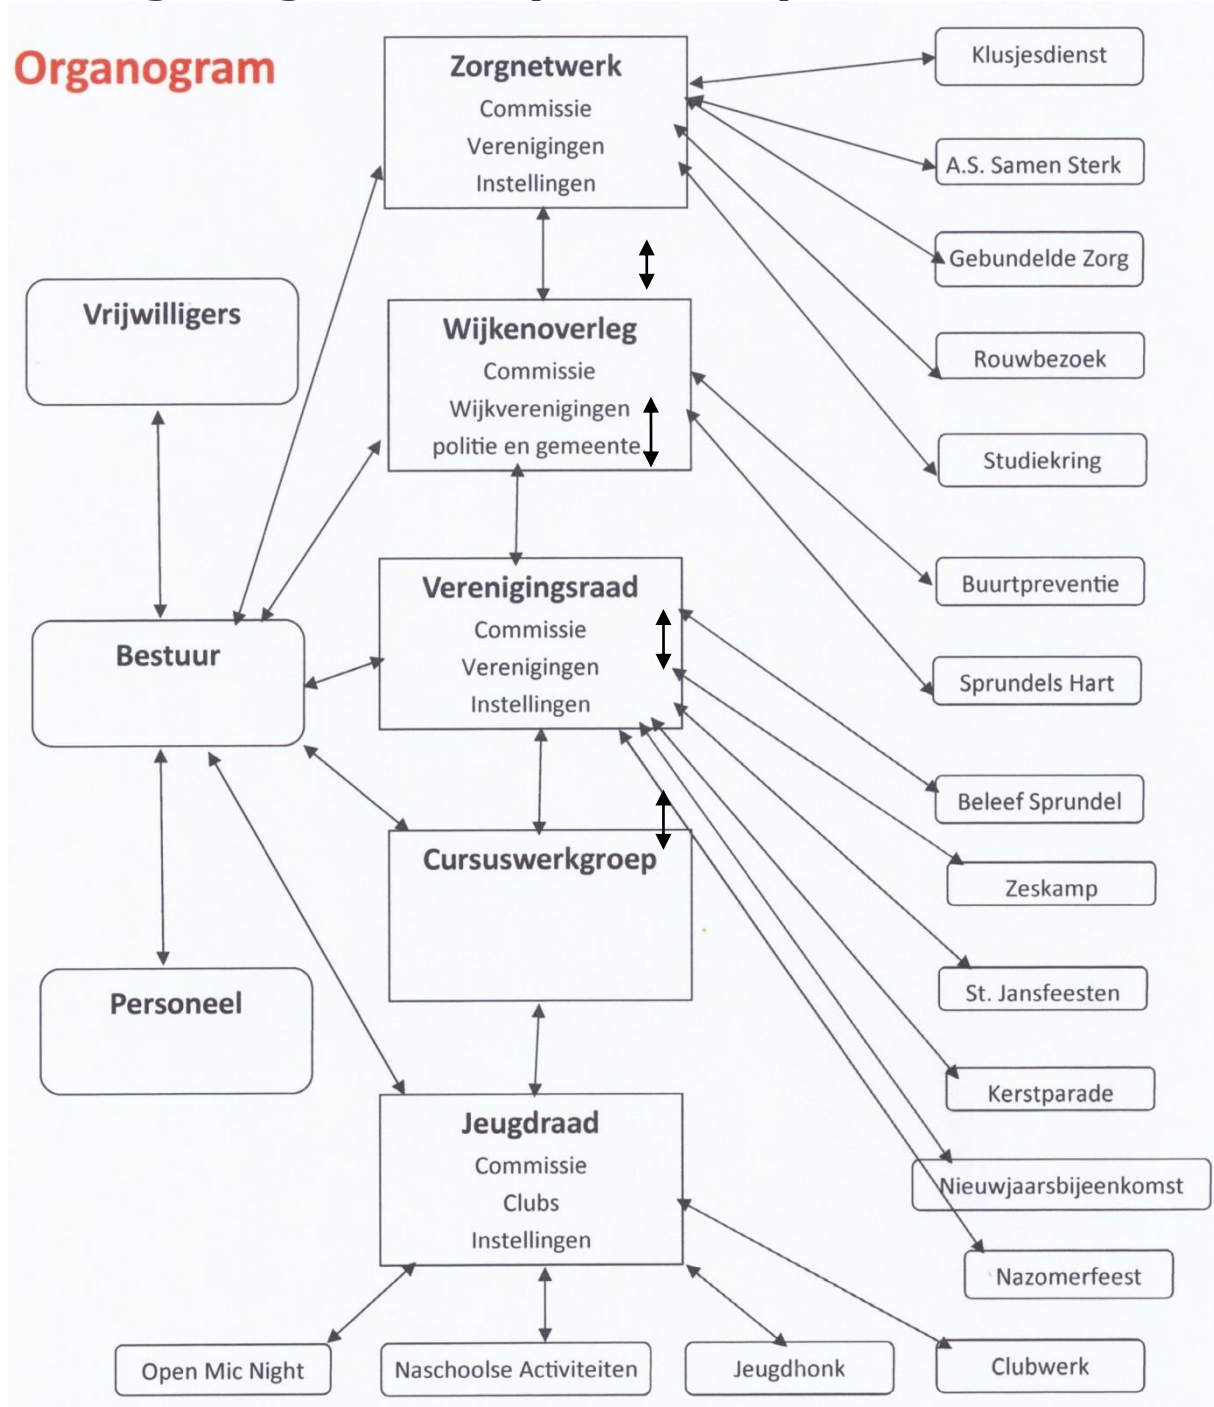 Organogram
Zorgnetwerk
Commissie
Verenigingen
Instellingen
Klusjesdienst
A.S. Samen Sterk
Gebundelde Zorg
Rouwbezoek
Studiekring
Vrijwilligers
Wijkenoverleg
Commissie
Wijkverenigingen
politie en gemeente
Buurtpreventie
Sprundels Hart
Bestuur
Verenigingsraad
Commissie
Verenigingen
Instellingen
Beleef Sprundel
Zeskamp
St. Jansfeesten
Kerstparade
Nieuwjaarsbijeenkomst
Nazomerfeest
Cursuswerkgroep
Personeel
Jeugdraad
Commissie
Clubs
Instellingen
Open Mic Night
Naschoolse Activiteiten
Jeugdhonk
Clubwerk